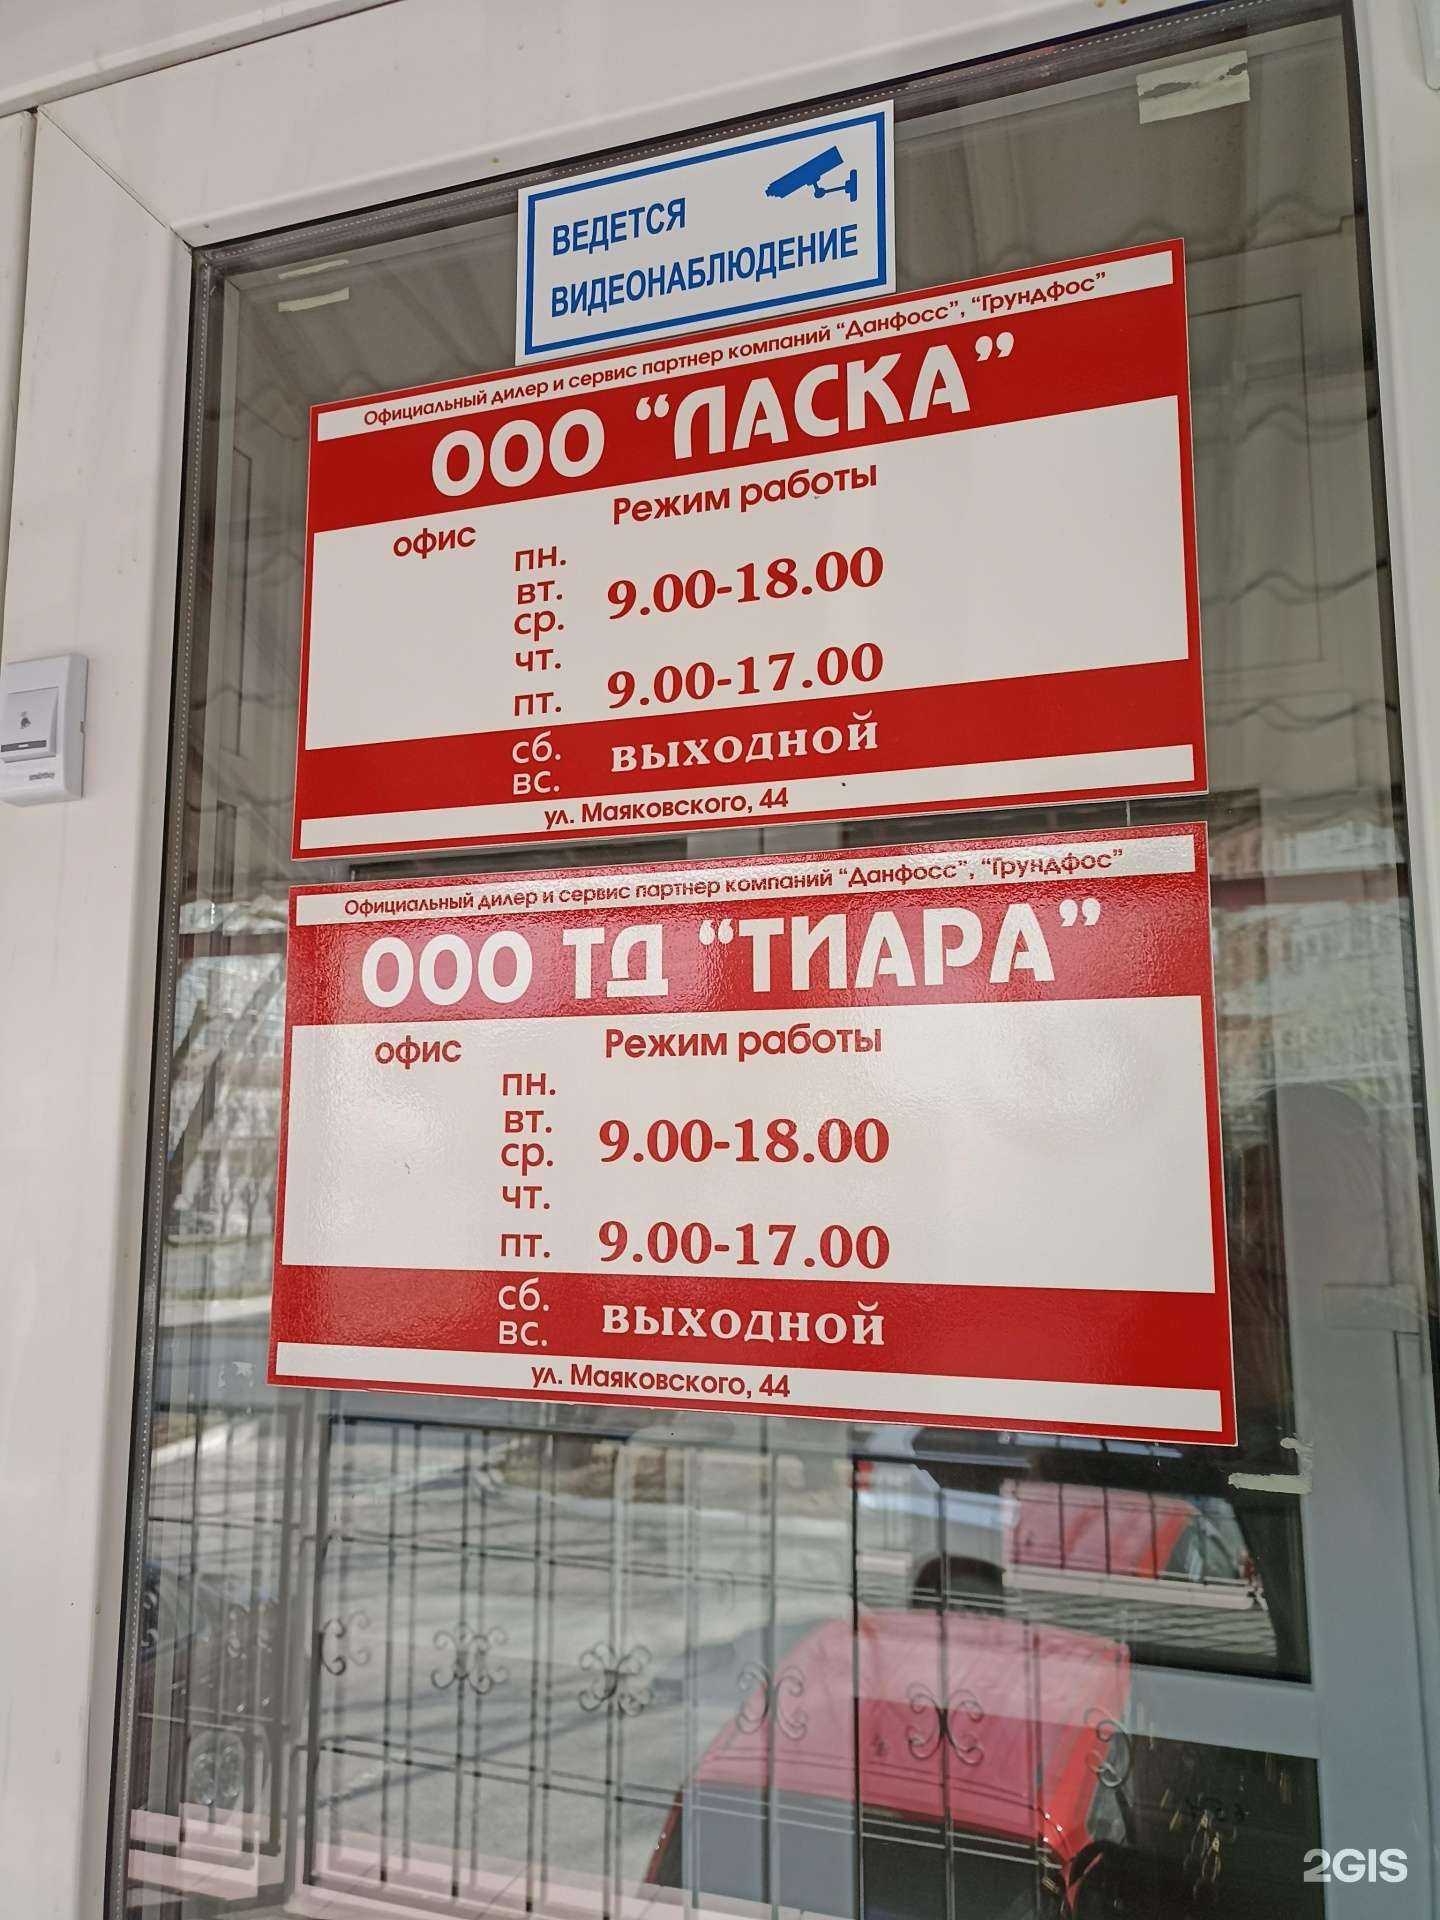 ВЕДЕТСЯ
ВИДЕОНАБЛЮДЕНИЕ
Официальный дилер и сервис партнер компаний “Данфосс”, “Грундфос”
ООО “ЛАСКА”
офис Режим работы
пн.
вт. 9.00-18.00
ср.
чт.
пт. 9.00-17.00
сб. выходной
вс.
ул. Маяковского, 44
Официальный дилер и сервис партнер компаний “Данфосс”, “Грундфос”
ООО ТД “ТИАРА”
офис Режим работы
пн.
вт. 9.00-18.00
ср.
чт.
пт. 9.00-17.00
сб. выходной
вс.
ул. Маяковского, 44
2GIS